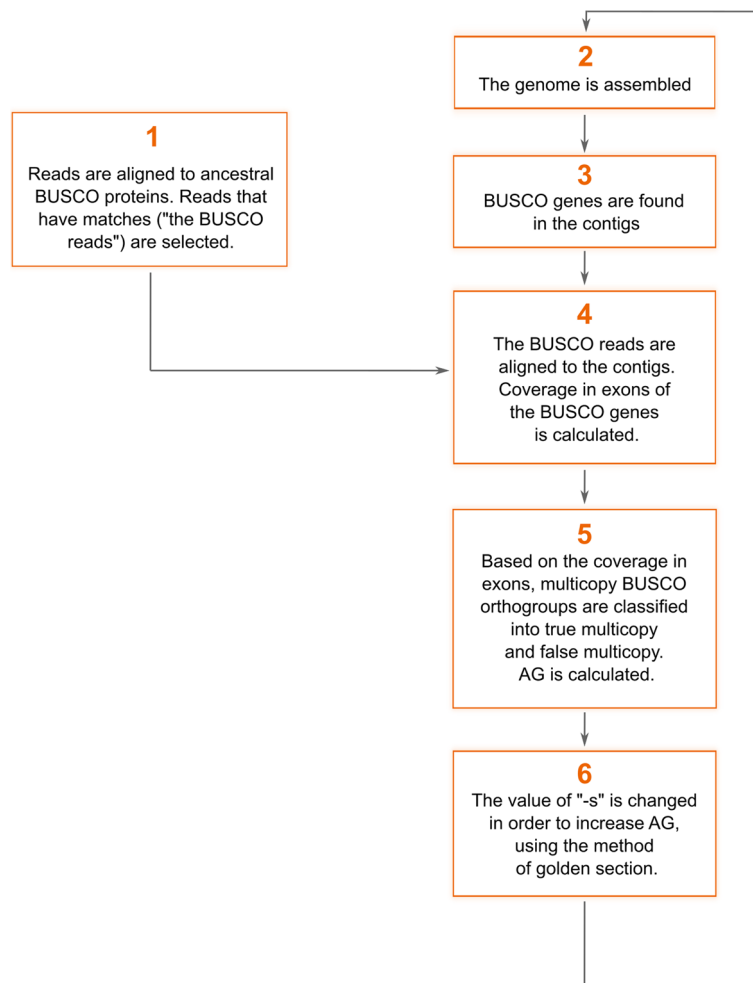 1
Reads are aligned to ancestral
BUSCO proteins. Reads that
have matches ("the BUSCO
reads") are selected.
2
The genome is assembled
3
BUSCO genes are found
in the contigs
4
The BUSCO reads are
aligned to the contigs.
Coverage in exons of
the BUSCO genes
is calculated.
5
Based on the coverage in
exons, multicopy BUSCO
orthogroups are classified
into true multicopy
and false multicopy.
AG is calculated.
6
The value of "-s" is changed
in order to increase AG,
using the method
of golden section.